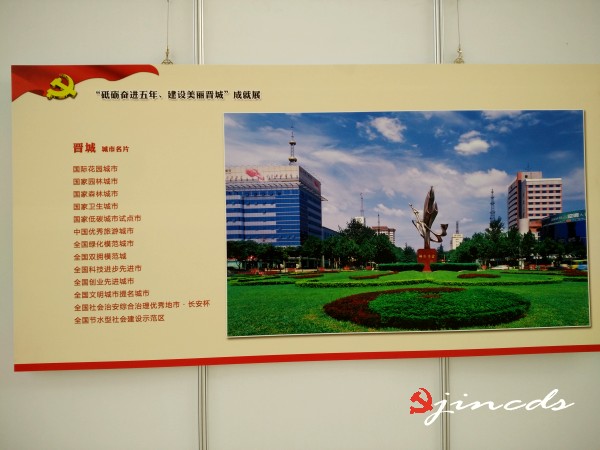 “砥砺奋进五年、建设美丽晋城”成就展
晋城 城市名片
国际花园城市
国家园林城市
国家森林城市
国家卫生城市
国家低碳城市试点市
中国优秀旅游城市
全国绿化模范城市
全国双拥模范城
全国科技进步先进市
全国创业先进城市
全国文明城市提名城市
全国社会治安综合治理优秀地市·长安杯
全国节水型社会建设示范区
jincds